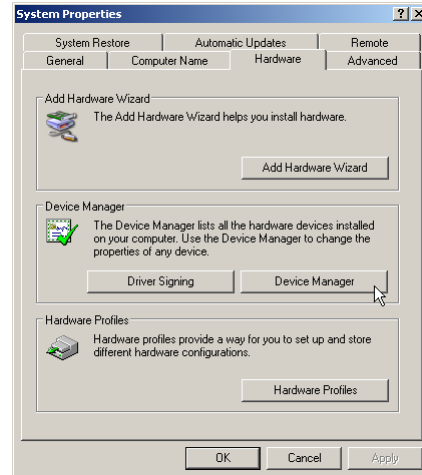 System Properties
System Restore Automatic Updates Remote
General Computer Name Hardware Advanced
Add Hardware Wizard
The Add Hardware Wizard helps you install hardware.
Add Hardware Wizard
Device Manager
The Device Manager lists all the hardware devices installed
on your computer. Use the Device Manager to change the
properties of any device.
Driver Signing Device Manager
Hardware Profiles
Hardware profiles provide a way for you to set up and store
different hardware configurations.
Hardware Profiles
OK Cancel Apply